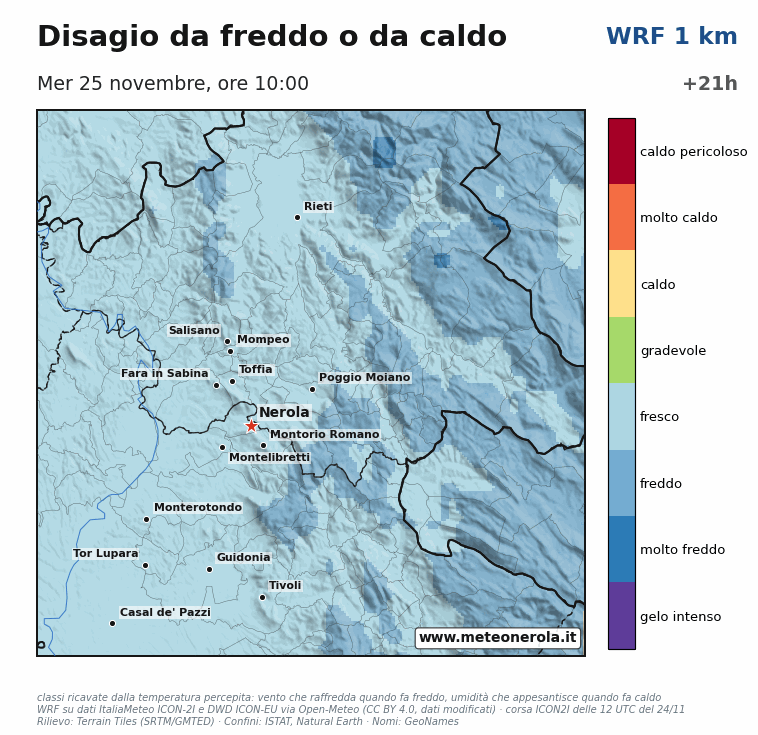 Disagio da freddo o da caldo
WRF 1 km
Mer 25 novembre, ore 10:00
+21h
caldo pericoloso
molto caldo
caldo
gradevole
fresco
freddo
molto freddo
gelo intenso
Rieti
Salisano
Mompeo
Toffia
Fara in Sabina
Poggio Moiano
Nerola
Montorio Romano
Montelibretti
Monterotondo
Tor Lupara
Guidonia
Tivoli
Casal de' Pazzi
www.meteonerola.it
classi ricavate dalla temperatura percepita: vento che raffredda quando fa freddo, umidità che appesantisce quando fa caldo
WRF su dati ItaliaMeteo ICON-2I e DWD ICON-EU via Open-Meteo (CC BY 4.0, dati modificati) · corsa ICON2I delle 12 UTC del 24/11
Rilievo: Terrain Tiles (SRTM/GMTED) · Confini: ISTAT, Natural Earth · Nomi: GeoNames